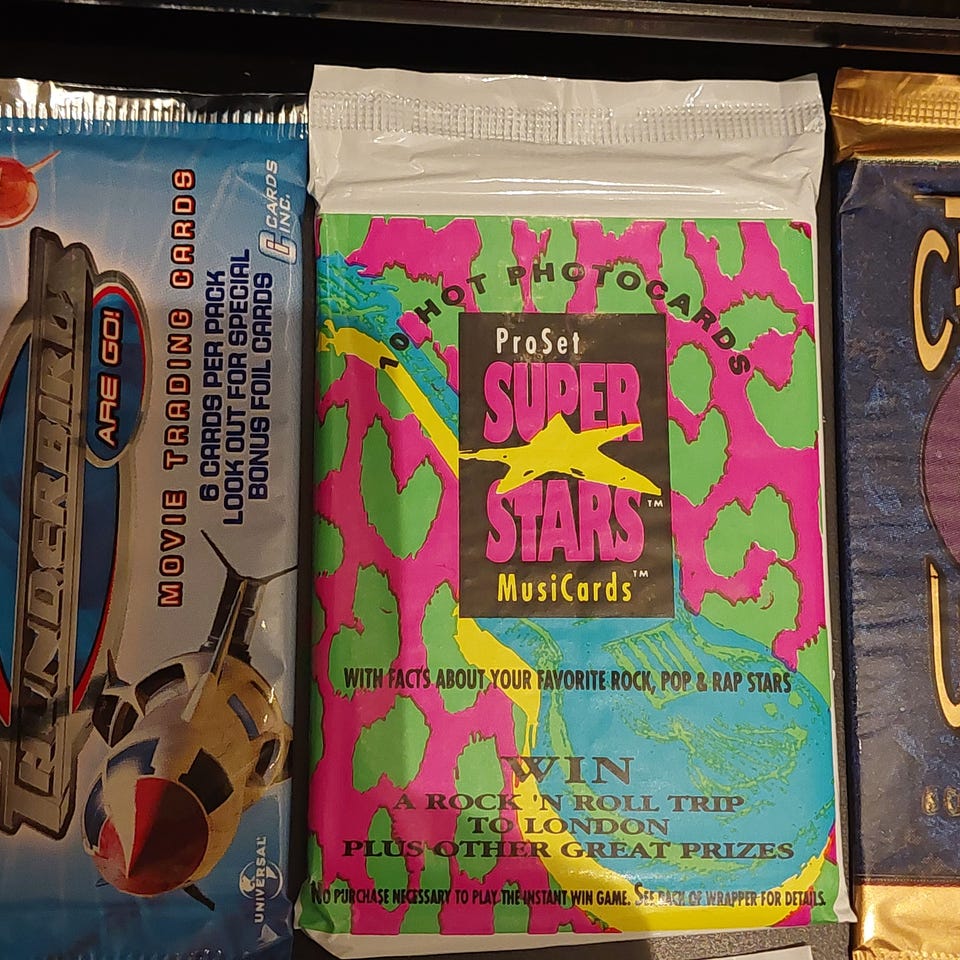 CARDS
INC.
MOVIE TRADING CARDS
6 CARDS PER PACK
LOOK OUT FOR SPECIAL
BONUS FOIL CARDS
THUNDERBIRD
ARE GO!
UNIVERSAL
10 HOT PHOTOCARDS
ProSet
SUPER
STARS™
MusiCards™
WITH FACTS ABOUT YOUR FAVORITE ROCK, POP & RAP STARS
WIN
A ROCK 'N ROLL TRIP
TO LONDON
PLUS OTHER GREAT PRIZES
NO PURCHASE NECESSARY TO PLAY THE INSTANT WIN GAME. SEE BACK OF WRAPPER FOR DETAILS.